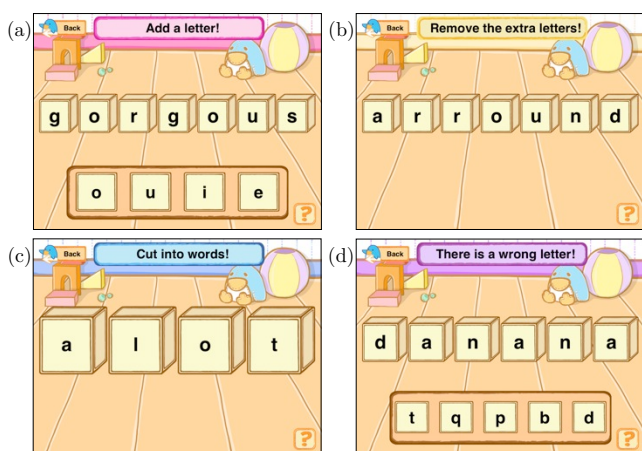 (a)
Back
Add a letter!
g o r g o u s
o u i e
?
(b)
Back
Remove the extra letters!
a r r o u n d
?
(c)
Back
Cut into words!
a l o t
?
(d)
Back
There is a wrong letter!
d a n a n a
t q p b d
?